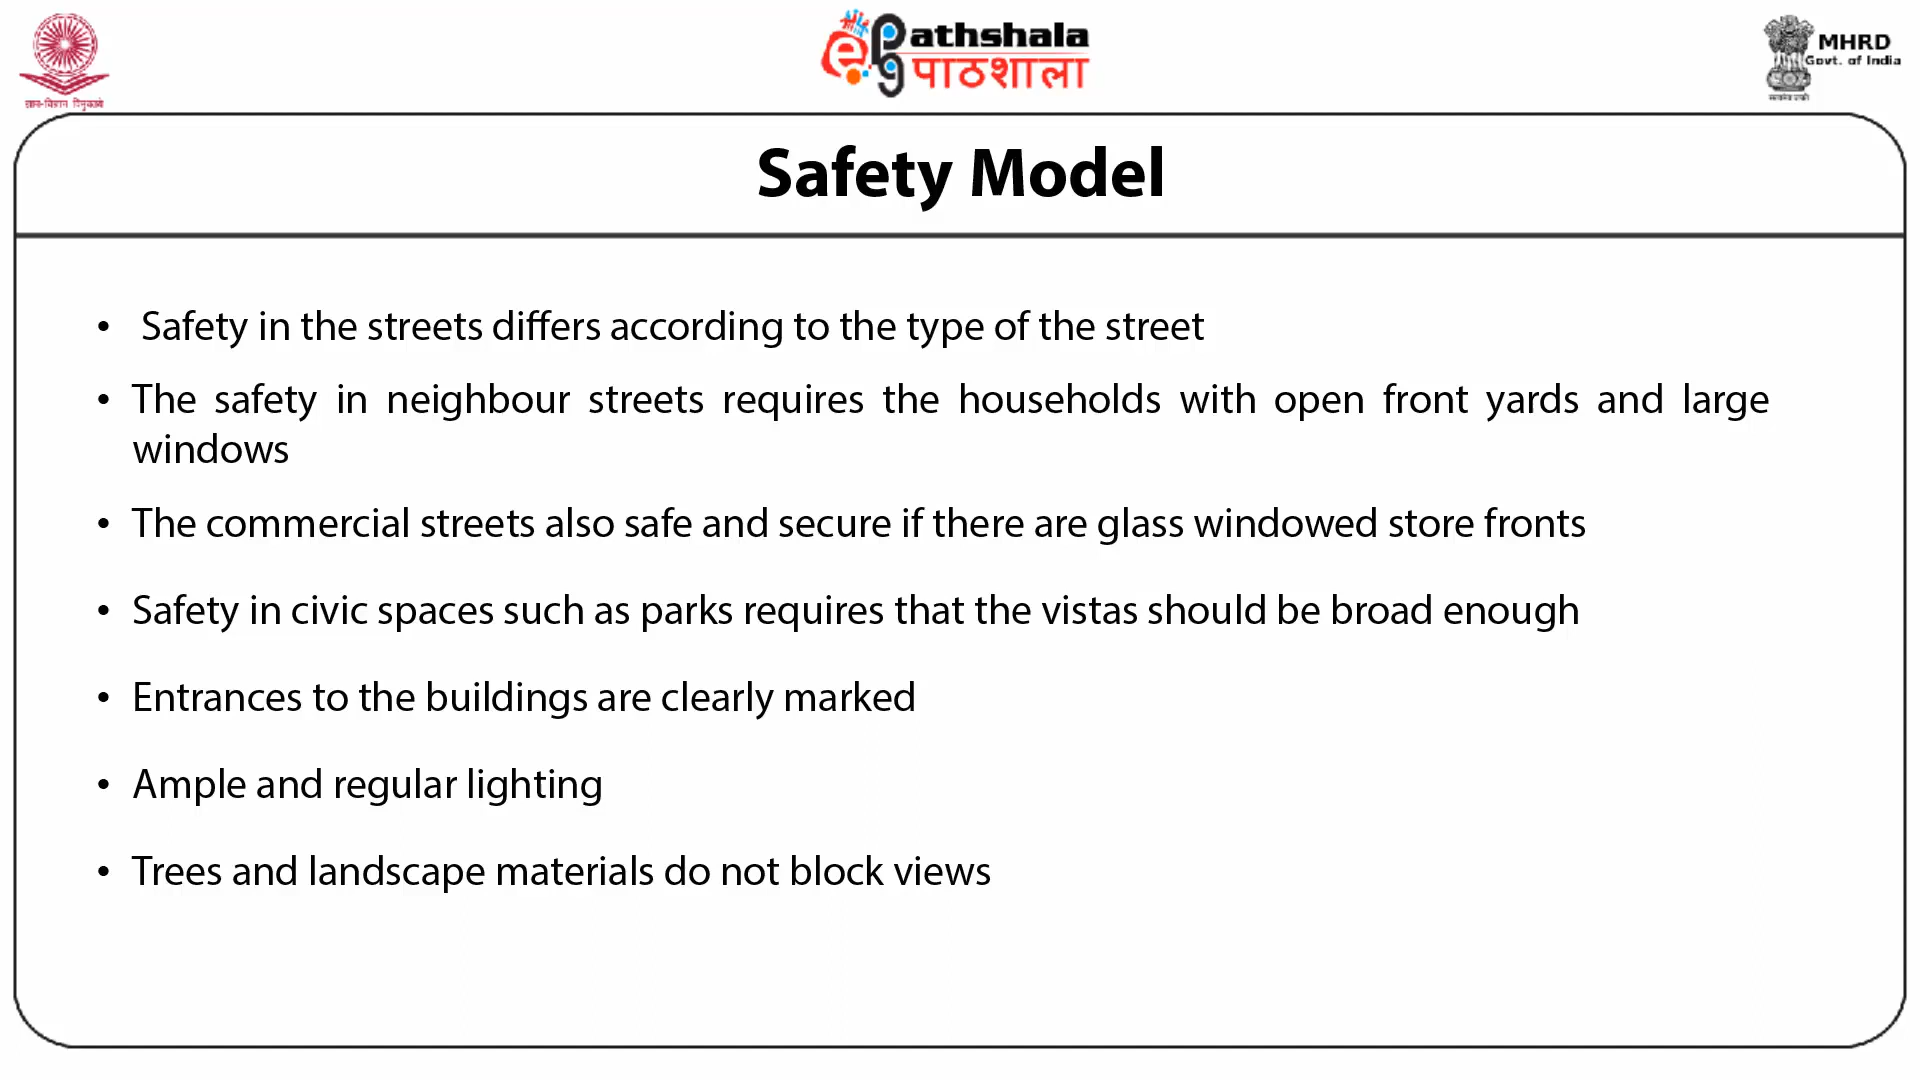 ज्ञान-विज्ञान विमुक्तये
e Pathshala
पाठशाला
MHRD
Govt. of India
सत्यमेव जयते
Safety Model
• Safety in the streets differs according to the type of the street
• The safety in neighbour streets requires the households with open front yards and large
windows
• The commercial streets also safe and secure if there are glass windowed store fronts
• Safety in civic spaces such as parks requires that the vistas should be broad enough
• Entrances to the buildings are clearly marked
• Ample and regular lighting
• Trees and landscape materials do not block views